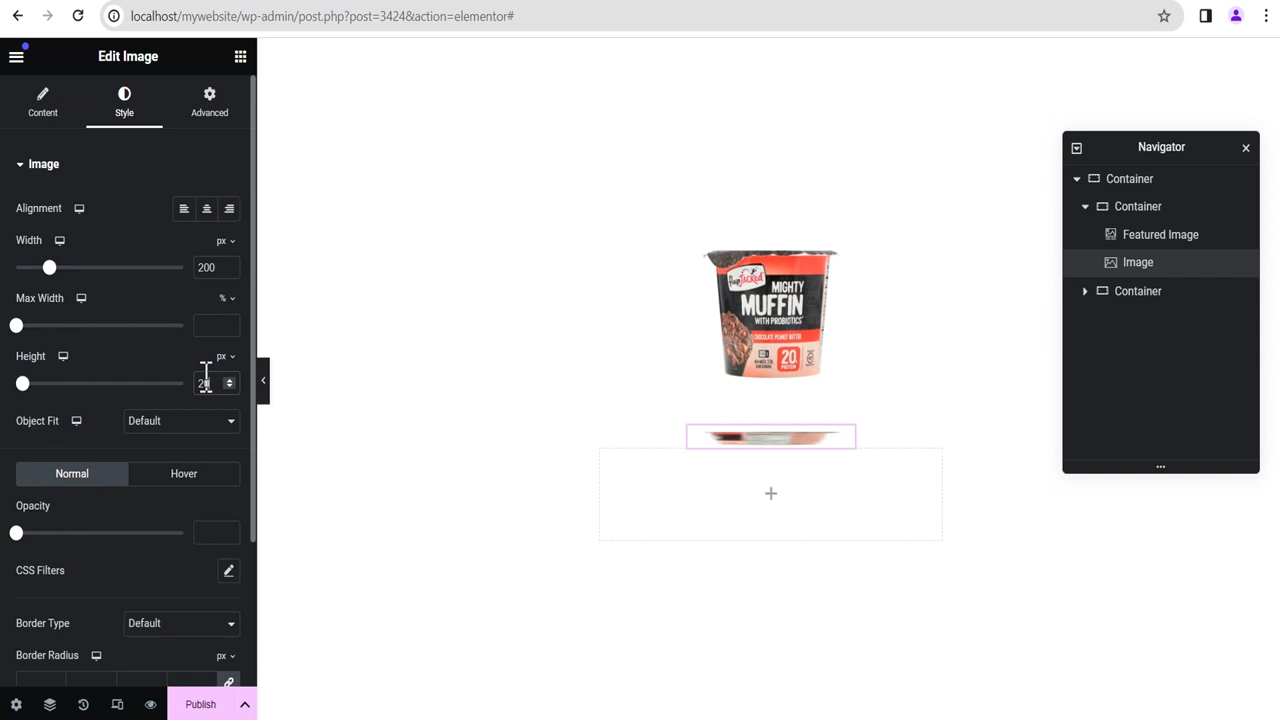 localhost/mywebsite/wp-admin/post.php?post=3424&action=elementor#
Edit Image
Content
Style
Advanced
Image
Alignment
Width
px
200
Max Width
%
Height
px
Object Fit
Default
Normal
Hover
Opacity
CSS Filters
Border Type
Default
Border Radius
px
Publish
flapJacked
MIGHTY
MUFFIN
WITH PROBIOTICS
CHOCOLATE PEANUT BUTTER
20
PROTEIN
+
Navigator
Container
Container
Featured Image
Image
Container